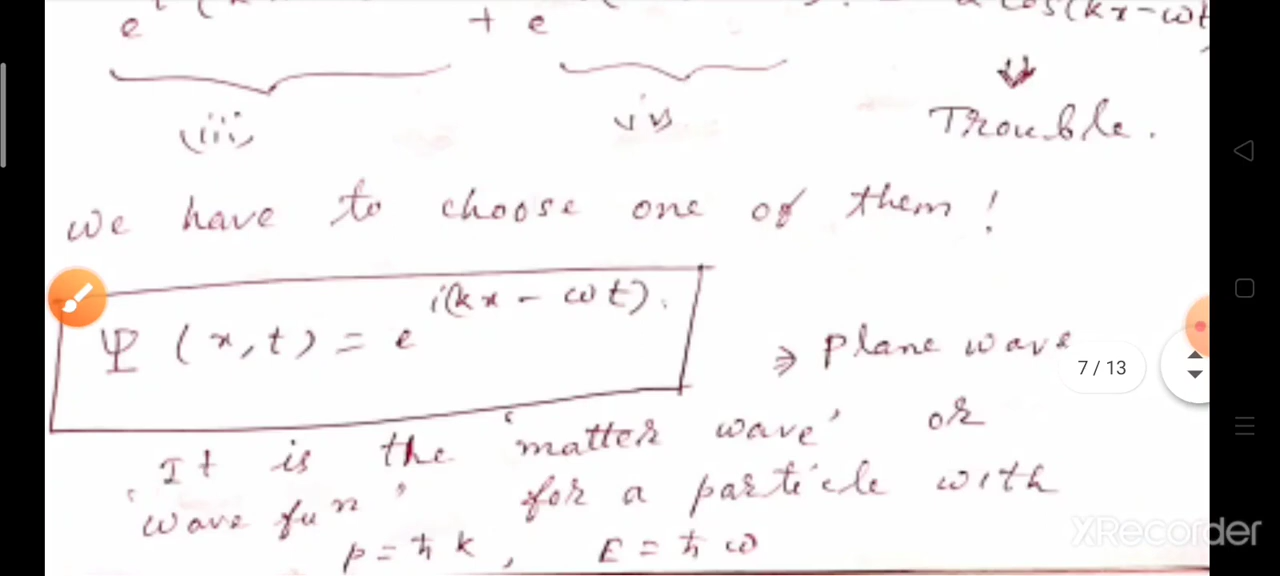 + e
(iii)
(iv)
Trouble.
we have to choose one of them!
Ψ (x,t) = e^{i(kx - ωt)}.
⇒ plane wave
7 / 13
It is the 'matter wave' or
'wave fuⁿ' for a particle with
p = ħk, E = ħω
XRecorder